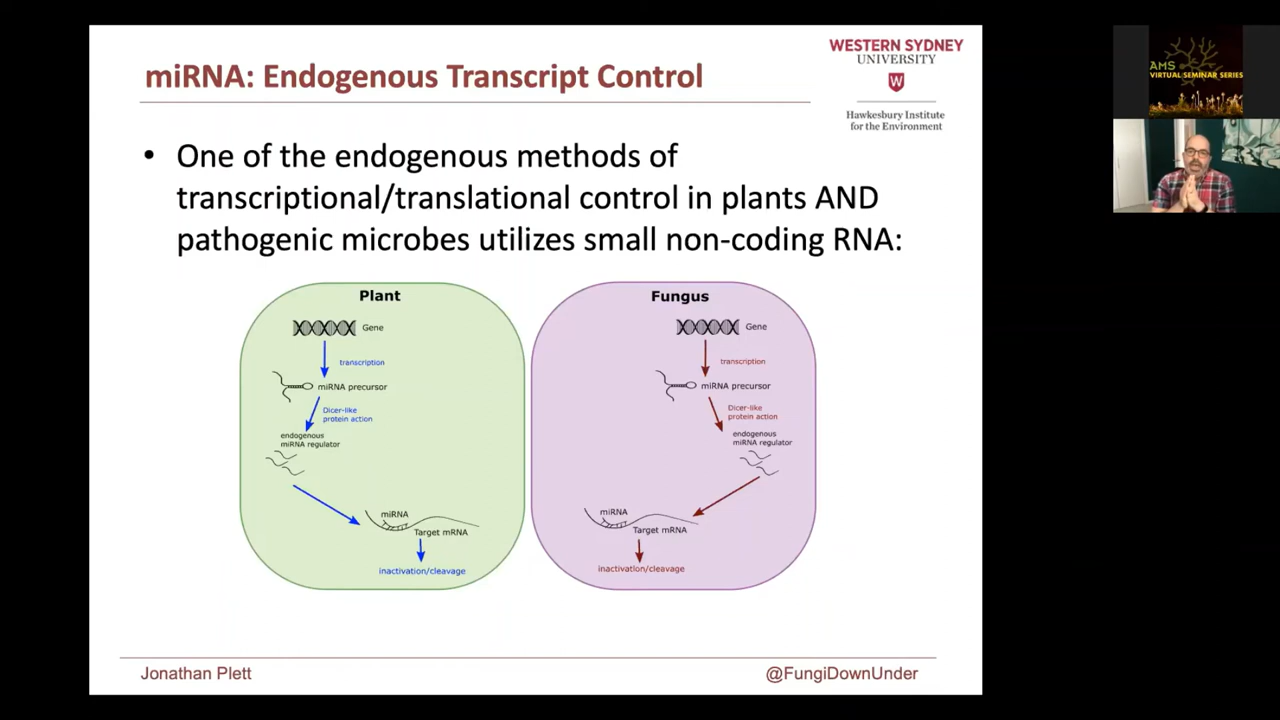 miRNA: Endogenous Transcript Control
WESTERN SYDNEY
UNIVERSITY
W
Hawkesbury Institute
for the Environment
• One of the endogenous methods of
transcriptional/translational control in plants AND
pathogenic microbes utilizes small non-coding RNA:
Plant
Gene
transcription
miRNA precursor
Dicer-like
protein action
endogenous
miRNA regulator
miRNA
Target mRNA
inactivation/cleavage
Fungus
Gene
transcription
miRNA precursor
Dicer-like
protein action
endogenous
miRNA regulator
miRNA
Target mRNA
inactivation/cleavage
Jonathan Plett
@FungiDownUnder
AMS
VIRTUAL SEMINAR SERIES